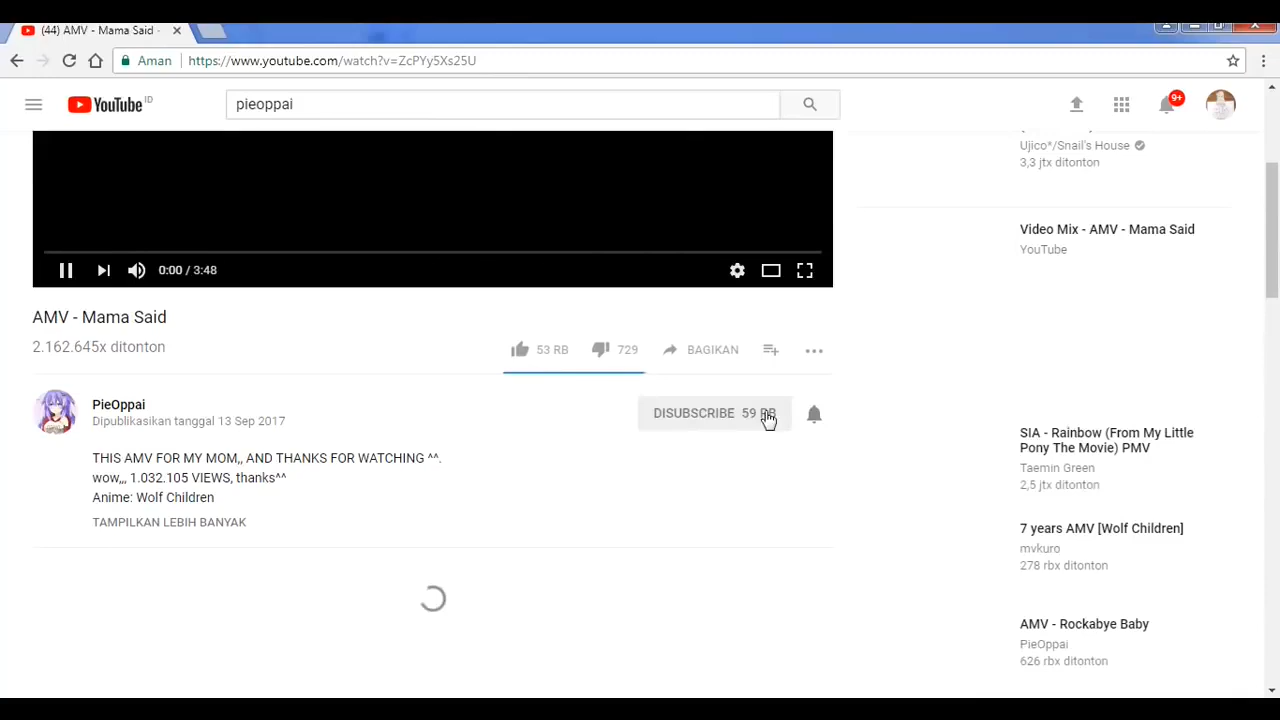 (44) AMV - Mama Said -
Aman
https://www.youtube.com/watch?v=ZcPYy5Xs25U
YouTube ID
pieoppai
9+
Ujico*/Snail's House
3,3 jtx ditonton
Video Mix - AMV - Mama Said
YouTube
0:00 / 3:48
AMV - Mama Said
2.162.645x ditonton
53 RB
729
BAGIKAN
PieOppai
Dipublikasikan tanggal 13 Sep 2017
DISUBSCRIBE 59 RB
THIS AMV FOR MY MOM,, AND THANKS FOR WATCHING ^^.
wow,,, 1.032.105 VIEWS, thanks^^
Anime: Wolf Children
TAMPILKAN LEBIH BANYAK
SIA - Rainbow (From My Little
Pony The Movie) PMV
Taemin Green
2,5 jtx ditonton
7 years AMV [Wolf Children]
mvkuro
278 rbx ditonton
AMV - Rockabye Baby
PieOppai
626 rbx ditonton